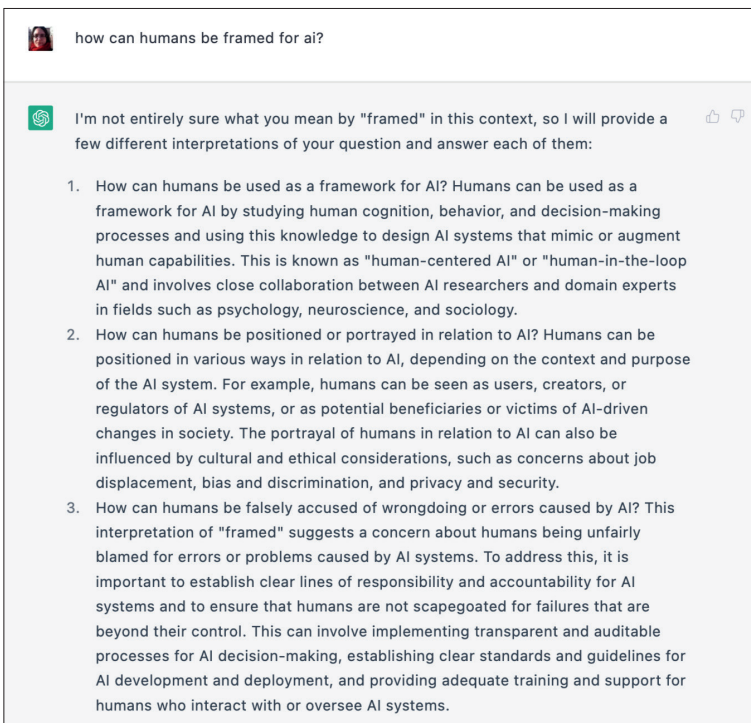 how can humans be framed for ai?
I'm not entirely sure what you mean by "framed" in this context, so I will provide a
few different interpretations of your question and answer each of them:
1. How can humans be used as a framework for AI? Humans can be used as a
framework for AI by studying human cognition, behavior, and decision-making
processes and using this knowledge to design AI systems that mimic or augment
human capabilities. This is known as "human-centered AI" or "human-in-the-loop
AI" and involves close collaboration between AI researchers and domain experts
in fields such as psychology, neuroscience, and sociology.
2. How can humans be positioned or portrayed in relation to AI? Humans can be
positioned in various ways in relation to AI, depending on the context and purpose
of the AI system. For example, humans can be seen as users, creators, or
regulators of AI systems, or as potential beneficiaries or victims of AI-driven
changes in society. The portrayal of humans in relation to AI can also be
influenced by cultural and ethical considerations, such as concerns about job
displacement, bias and discrimination, and privacy and security.
3. How can humans be falsely accused of wrongdoing or errors caused by AI? This
interpretation of "framed" suggests a concern about humans being unfairly
blamed for errors or problems caused by AI systems. To address this, it is
important to establish clear lines of responsibility and accountability for AI
systems and to ensure that humans are not scapegoated for failures that are
beyond their control. This can involve implementing transparent and auditable
processes for AI decision-making, establishing clear standards and guidelines for
AI development and deployment, and providing adequate training and support for
humans who interact with or oversee AI systems.